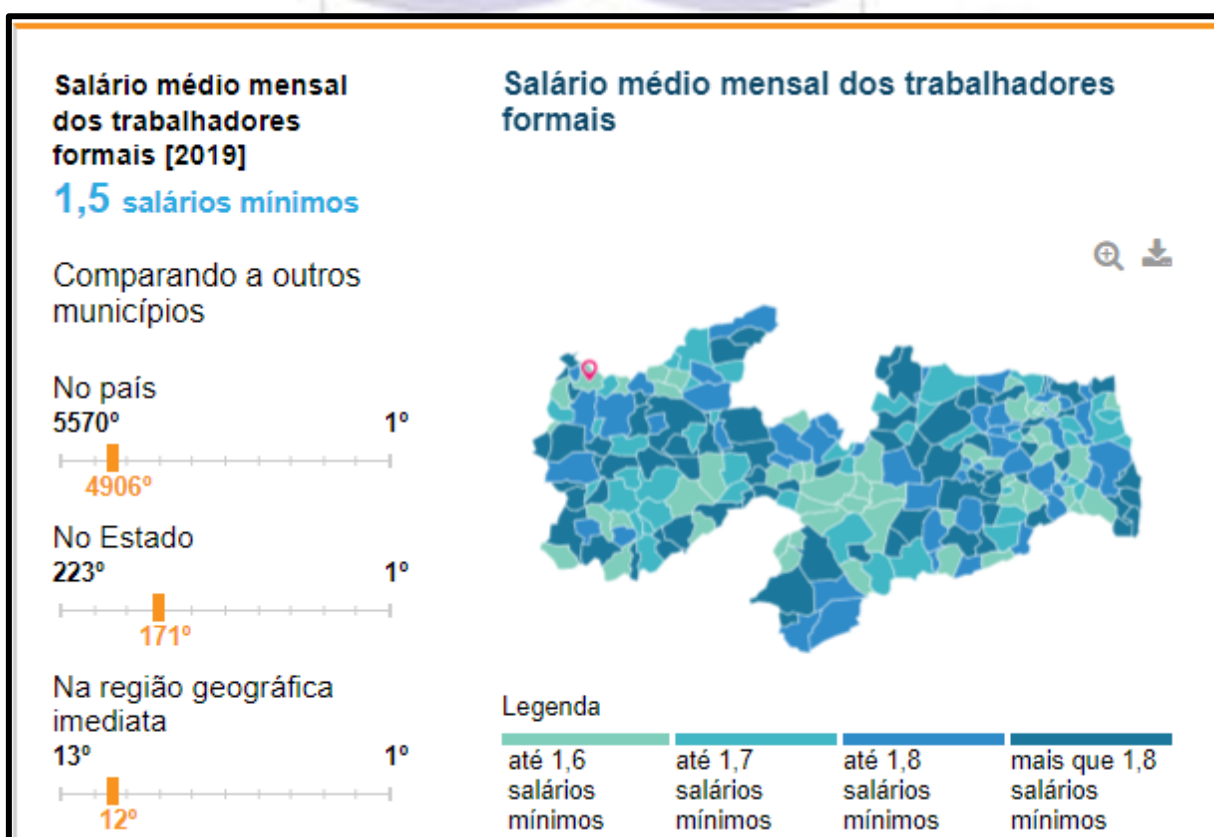 Salário médio mensal
dos trabalhadores
formais [2019]
1,5 salários mínimos
Comparando a outros
municípios
No país
5570º 1º
4906º
No Estado
223º 1º
171º
Na região geográfica
imediata
13º 1º
12º
Salário médio mensal dos trabalhadores
formais
Legenda
até 1,6
salários
mínimos
até 1,7
salários
mínimos
até 1,8
salários
mínimos
mais que 1,8
salários
mínimos